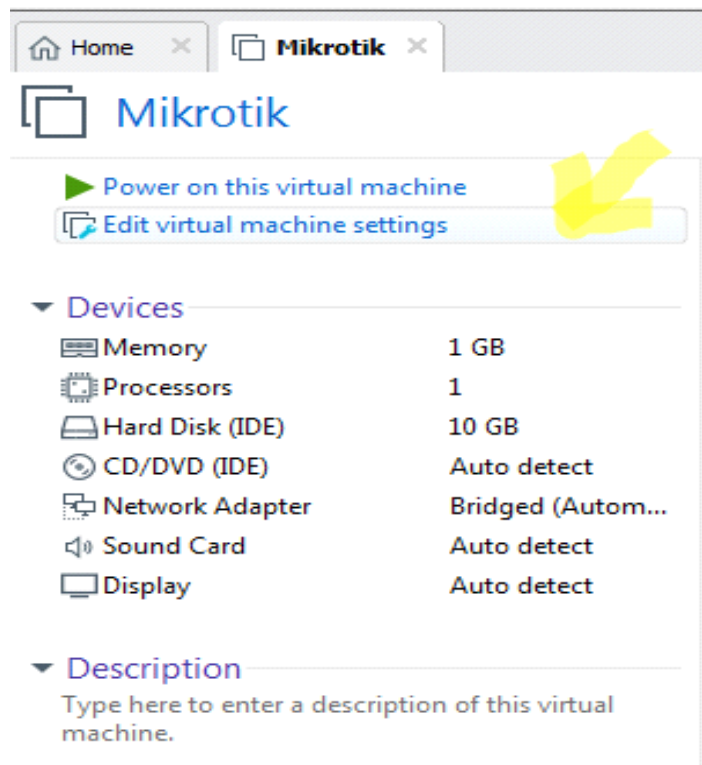 Home
Mikrotik
Mikrotik
Power on this virtual machine
Edit virtual machine settings
Devices
Memory 1 GB
Processors 1
Hard Disk (IDE) 10 GB
CD/DVD (IDE) Auto detect
Network Adapter Bridged (Autom...
Sound Card Auto detect
Display Auto detect
Description
Type here to enter a description of this virtual
machine.